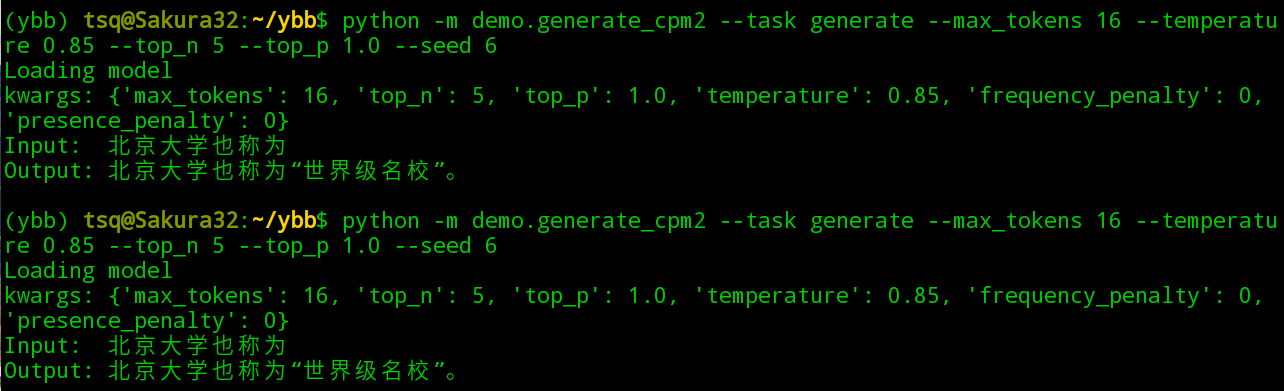 (ybb) tsq@Sakura32:~/ybb$ python -m demo.generate_cpm2 --task generate --max_tokens 16 --temperatu
re 0.85 --top_n 5 --top_p 1.0 --seed 6
Loading model
kwargs: {'max_tokens': 16, 'top_n': 5, 'top_p': 1.0, 'temperature': 0.85, 'frequency_penalty': 0,
'presence_penalty': 0}
Input:  北京大学也称为
Output: 北京大学也称为“世界级名校”。
(ybb) tsq@Sakura32:~/ybb$ python -m demo.generate_cpm2 --task generate --max_tokens 16 --temperatu
re 0.85 --top_n 5 --top_p 1.0 --seed 6
Loading model
kwargs: {'max_tokens': 16, 'top_n': 5, 'top_p': 1.0, 'temperature': 0.85, 'frequency_penalty': 0,
'presence_penalty': 0}
Input:  北京大学也称为
Output: 北京大学也称为“世界级名校”。